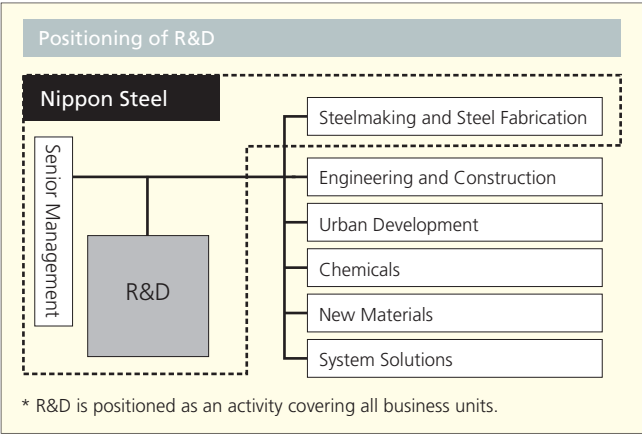 Positioning of R&D
Nippon Steel
Senior Management
R&D
Steelmaking and Steel Fabrication
Engineering and Construction
Urban Development
Chemicals
New Materials
System Solutions
* R&D is positioned as an activity covering all business units.